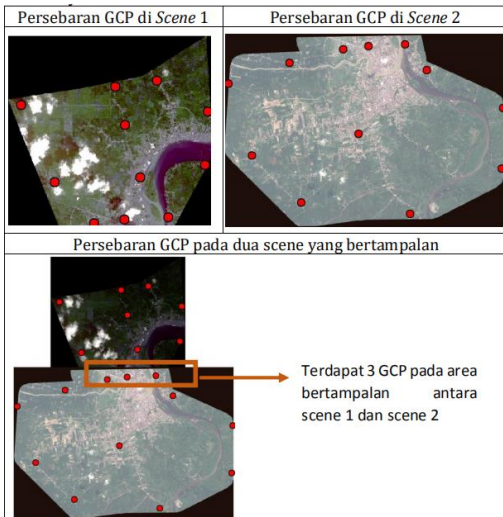 Persebaran GCP di Scene 1
Persebaran GCP di Scene 2
Persebaran GCP pada dua scene yang bertampalan
Terdapat 3 GCP pada area
bertampalan antara
scene 1 dan scene 2